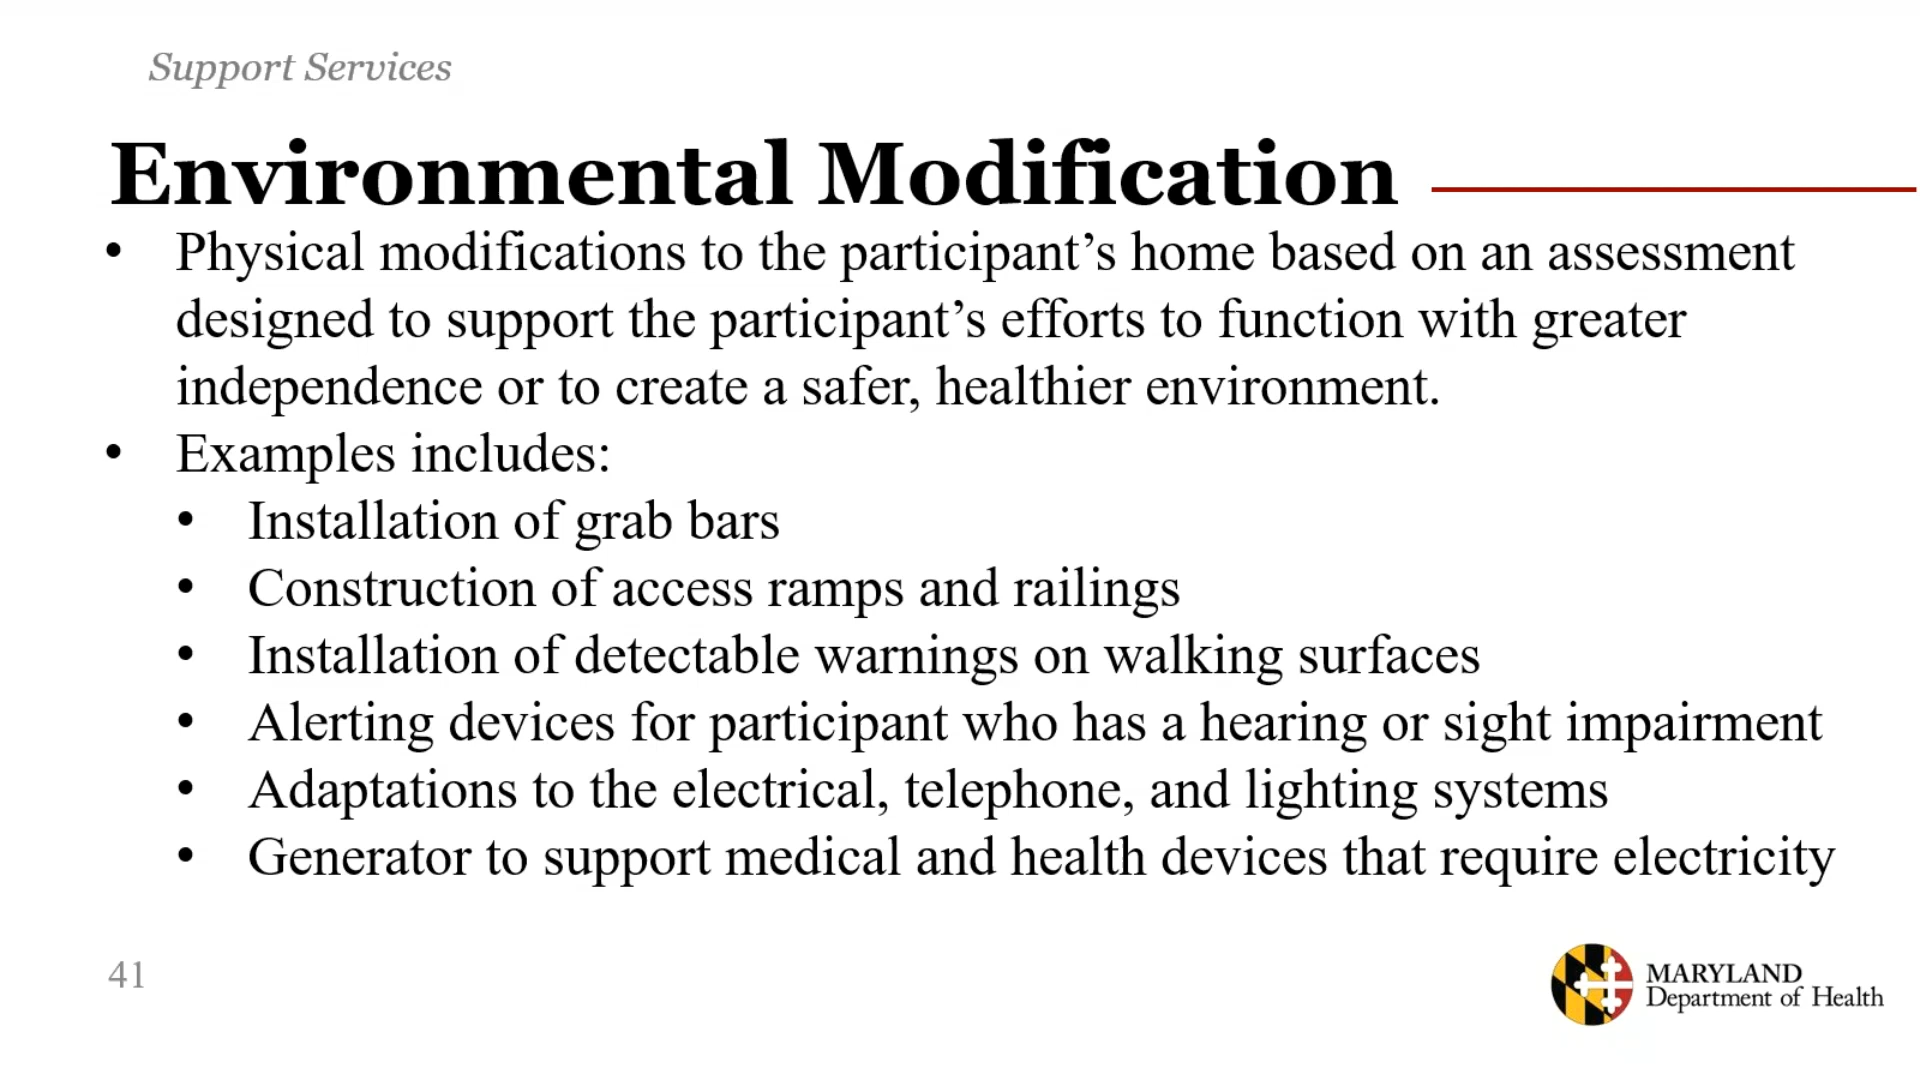 Support Services
Environmental Modification
• Physical modifications to the participant’s home based on an assessment
designed to support the participant’s efforts to function with greater
independence or to create a safer, healthier environment.
• Examples includes:
• Installation of grab bars
• Construction of access ramps and railings
• Installation of detectable warnings on walking surfaces
• Alerting devices for participant who has a hearing or sight impairment
• Adaptations to the electrical, telephone, and lighting systems
• Generator to support medical and health devices that require electricity
41
MARYLAND
Department of Health